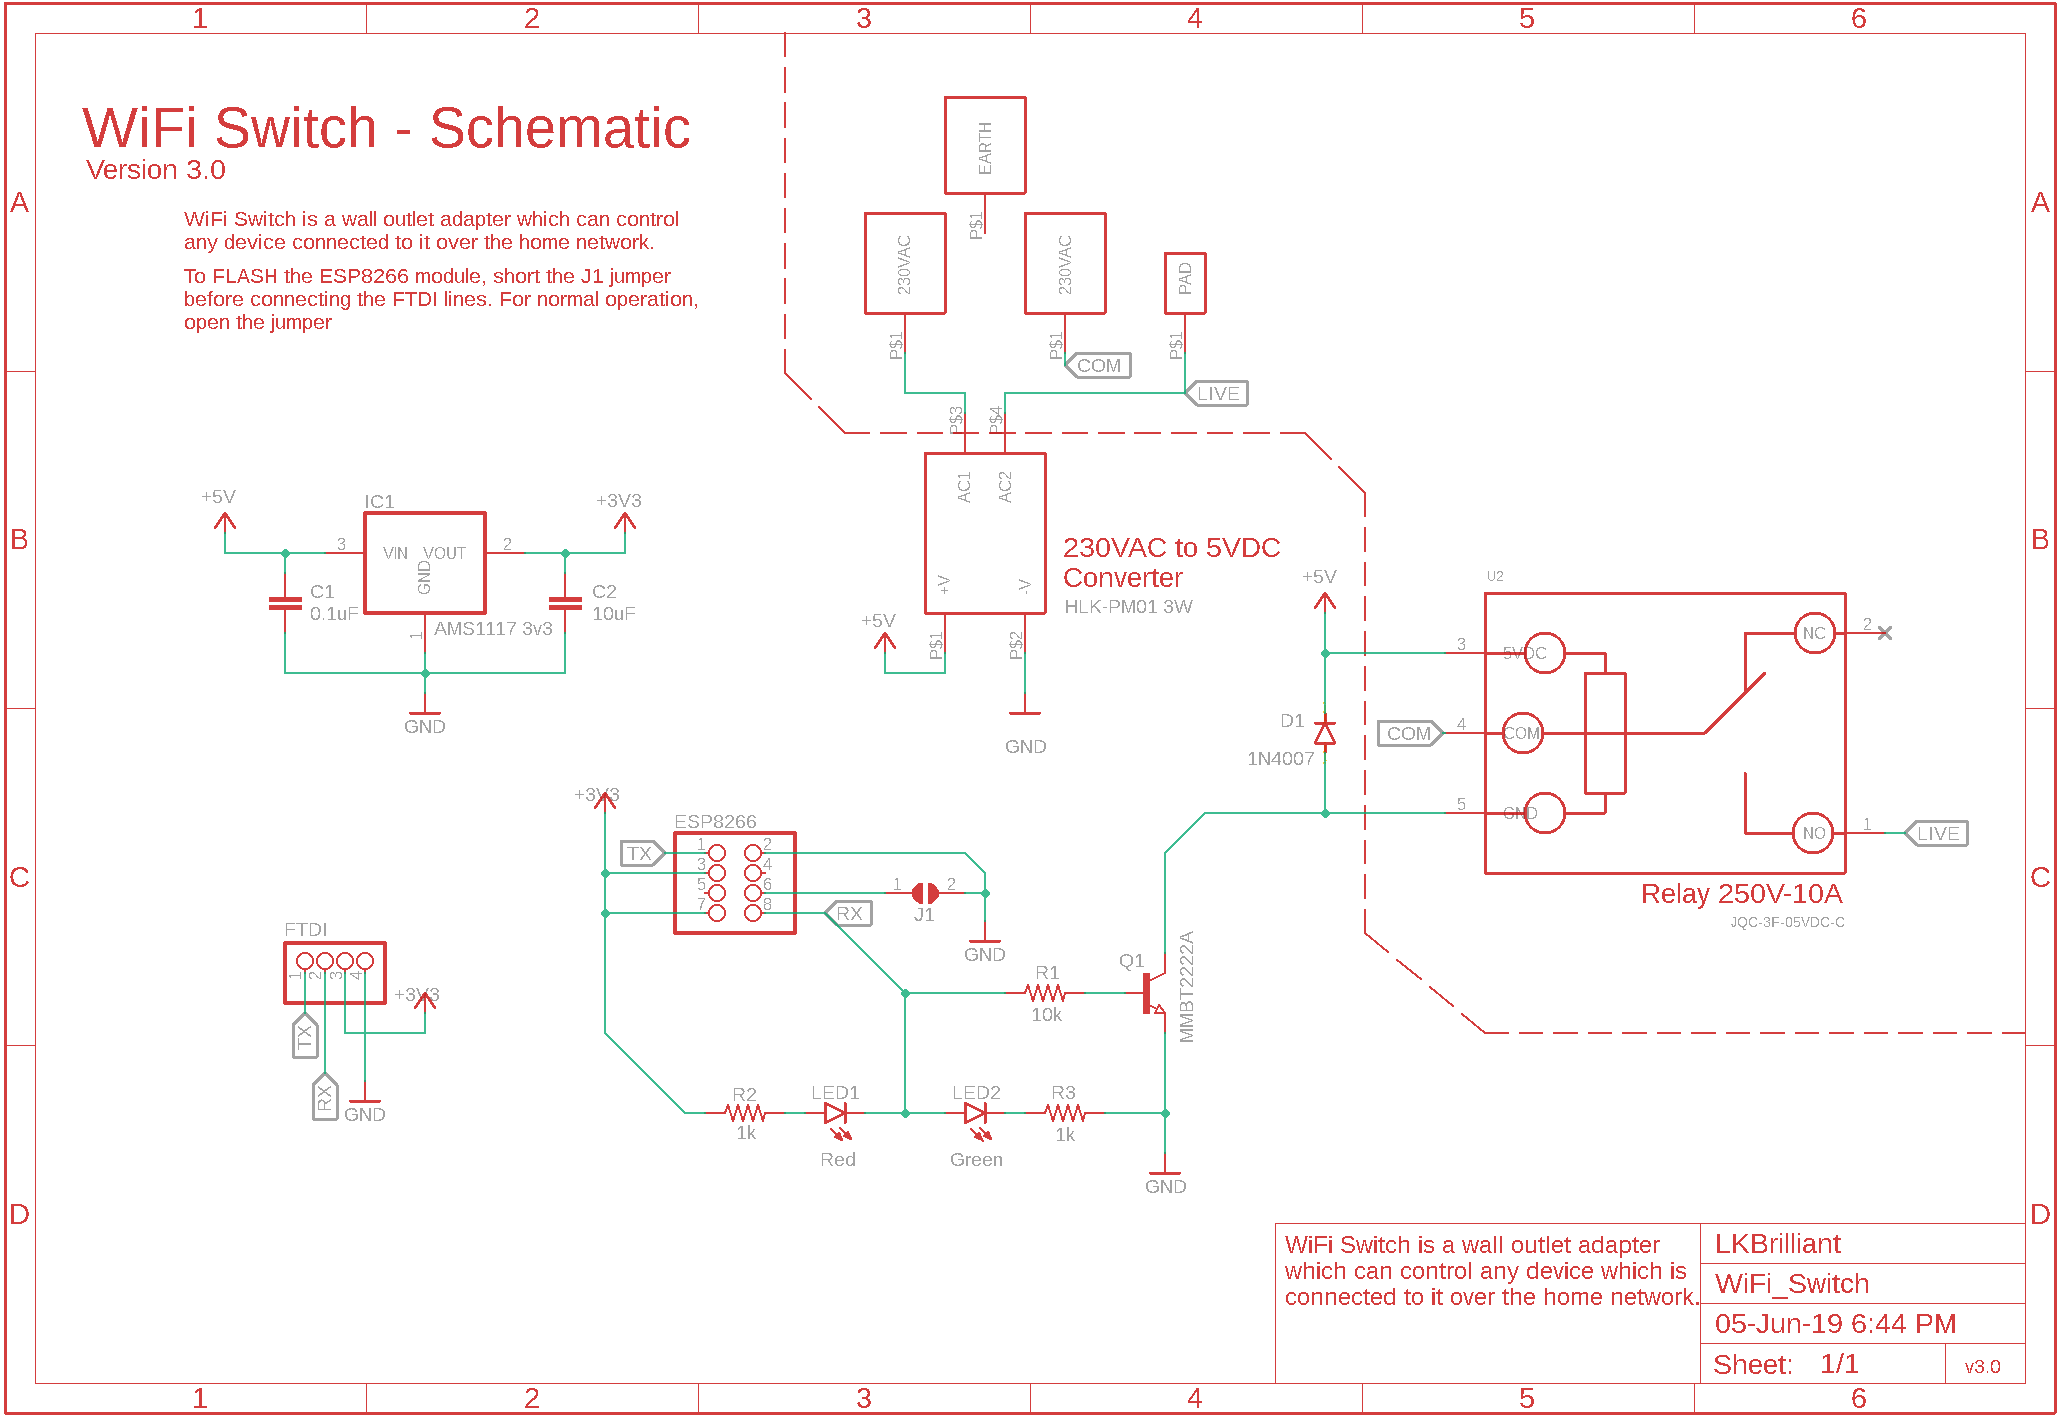 1 2 3 4 5 6
WiFi Switch - Schematic
Version 3.0
WiFi Switch is a wall outlet adapter which can control
any device connected to it over the home network.
To FLASH the ESP8266 module, short the J1 jumper
before connecting the FTDI lines. For normal operation,
open the jumper
A
A
EARTH
P$1
230VAC
P$1
230VAC
P$1
COM
PAD
P$1
LIVE
P$3
P$4
AC1
AC2
+V
-V
P$1
P$2
+5V
GND
230VAC to 5VDC
Converter
HLK-PM01 3W
B
B
+5V
IC1
+3V3
3
VIN VOUT
GND
2
1
C1
0.1uF
C2
10uF
AMS1117 3v3
GND
+5V
D1
1N4007
U2
3
5VDC
COM
4
COM
5
GND
NC
2
NO
1
LIVE
Relay 250V-10A
JQC-3F-05VDC-C
C
C
+3V3
ESP8266
TX
1 2
3 4
5 6
7 8
RX
1 2
J1
GND
FTDI
1 2 3 4
+3V3
TX
RX
GND
R1
10k
Q1
MMBT2222A
R2
1k
LED1
Red
LED2
Green
R3
1k
GND
D
D
WiFi Switch is a wall outlet adapter
which can control any device which is
connected to it over the home network.
LKBrilliant
WiFi_Switch
05-Jun-19 6:44 PM
Sheet: 1/1
v3.0
1 2 3 4 5 6